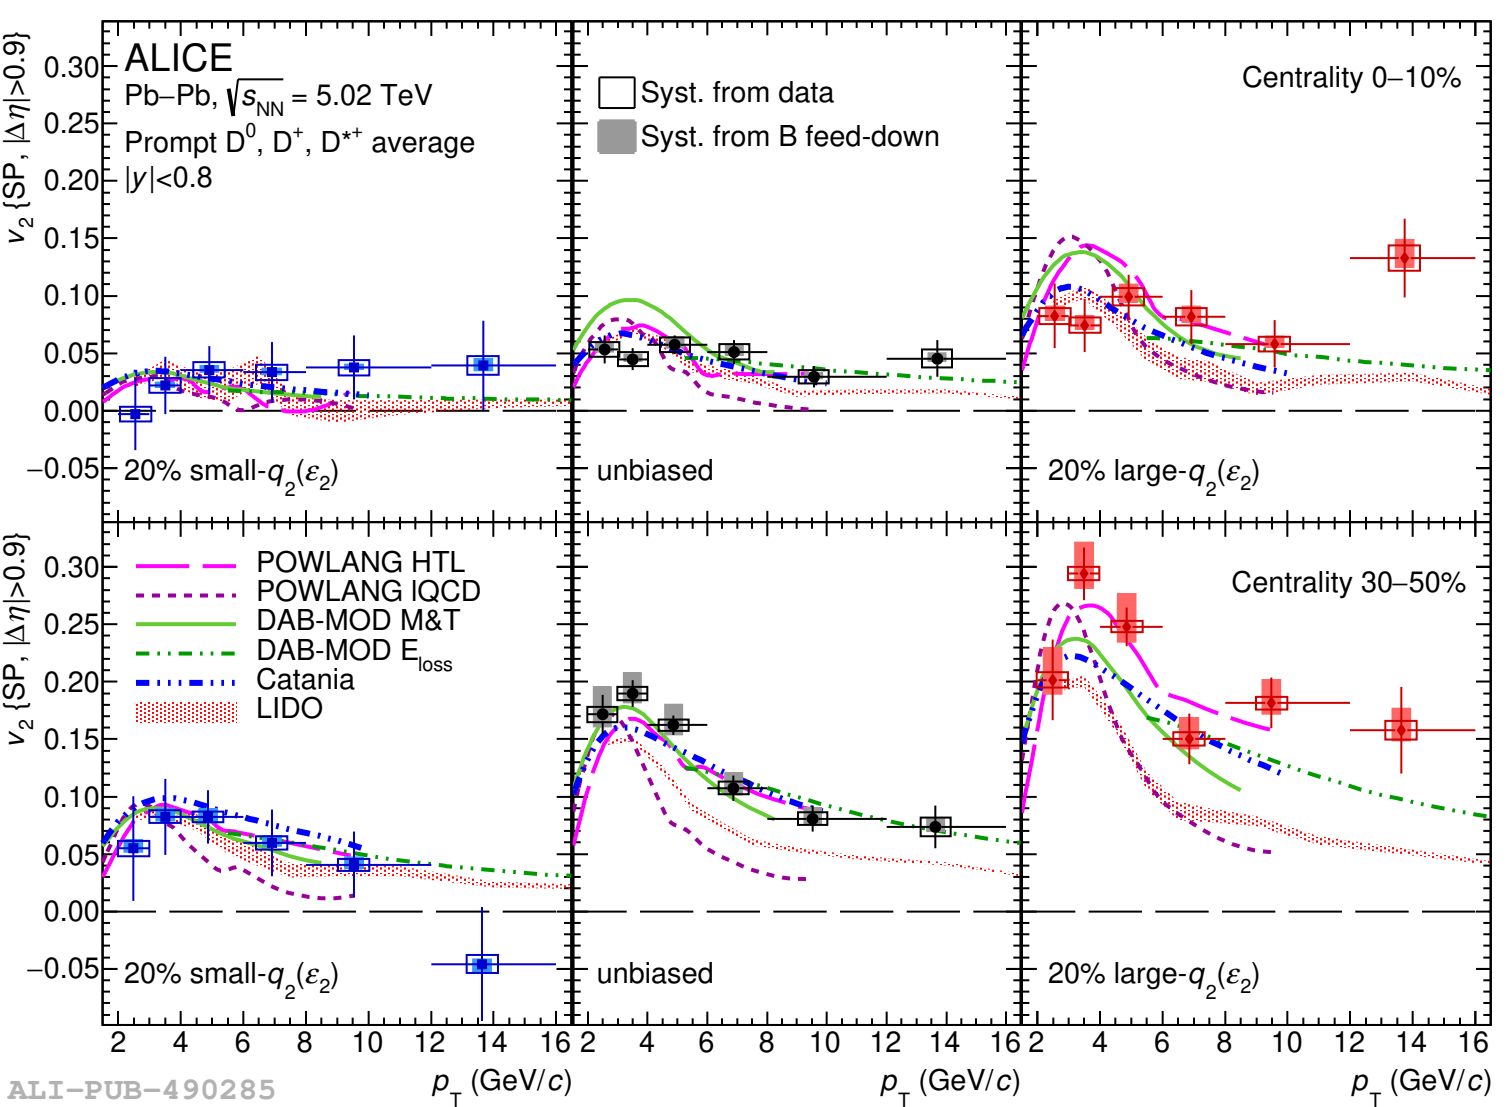 ALICE
Pb−Pb, √s_NN = 5.02 TeV
Prompt D⁰, D⁺, D*⁺ average
|y|<0.8
Syst. from data
Syst. from B feed-down
Centrality 0−10%
v₂ {SP, |Δη|>0.9}
0.30
0.25
0.20
0.15
0.10
0.05
0.00
−0.05
20% small-q₂(ε₂)
unbiased
20% large-q₂(ε₂)
v₂ {SP, |Δη|>0.9}
0.30
0.25
0.20
0.15
0.10
0.05
0.00
−0.05
POWLANG HTL
POWLANG lQCD
DAB-MOD M&T
DAB-MOD E_loss
Catania
LIDO
Centrality 30−50%
20% small-q₂(ε₂)
unbiased
20% large-q₂(ε₂)
2 4 6 8 10 12 14 16
2 4 6 8 10 12 14 16
2 4 6 8 10 12 14 16
p_T (GeV/c)
p_T (GeV/c)
p_T (GeV/c)
ALI−PUB−490285